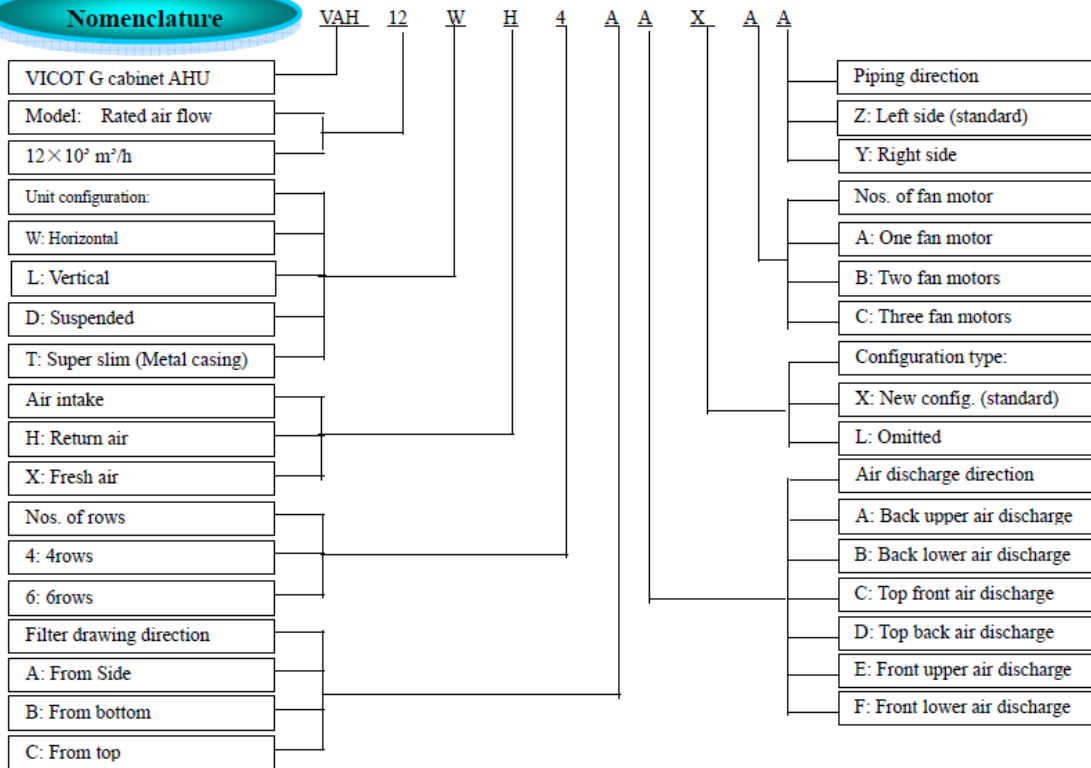 Nomenclature
VAH 12 W H 4 A A X A A
VICOT G cabinet AHU
Model: Rated air flow
12×10³ m³/h
Unit configuration:
W: Horizontal
L: Vertical
D: Suspended
T: Super slim (Metal casing)
Air intake
H: Return air
X: Fresh air
Nos. of rows
4: 4rows
6: 6rows
Filter drawing direction
A: From Side
B: From bottom
C: From top
Piping direction
Z: Left side (standard)
Y: Right side
Nos. of fan motor
A: One fan motor
B: Two fan motors
C: Three fan motors
Configuration type:
X: New config. (standard)
L: Omitted
Air discharge direction
A: Back upper air discharge
B: Back lower air discharge
C: Top front air discharge
D: Top back air discharge
E: Front upper air discharge
F: Front lower air discharge